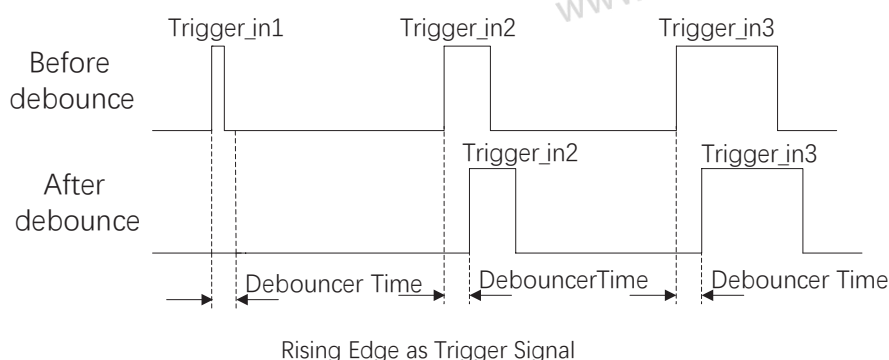 www.
Trigger_in1 Trigger_in2 Trigger_in3
Before
debounce
Trigger_in2 Trigger_in3
After
debounce
Debouncer Time DebouncerTime Debouncer Time
Rising Edge as Trigger Signal